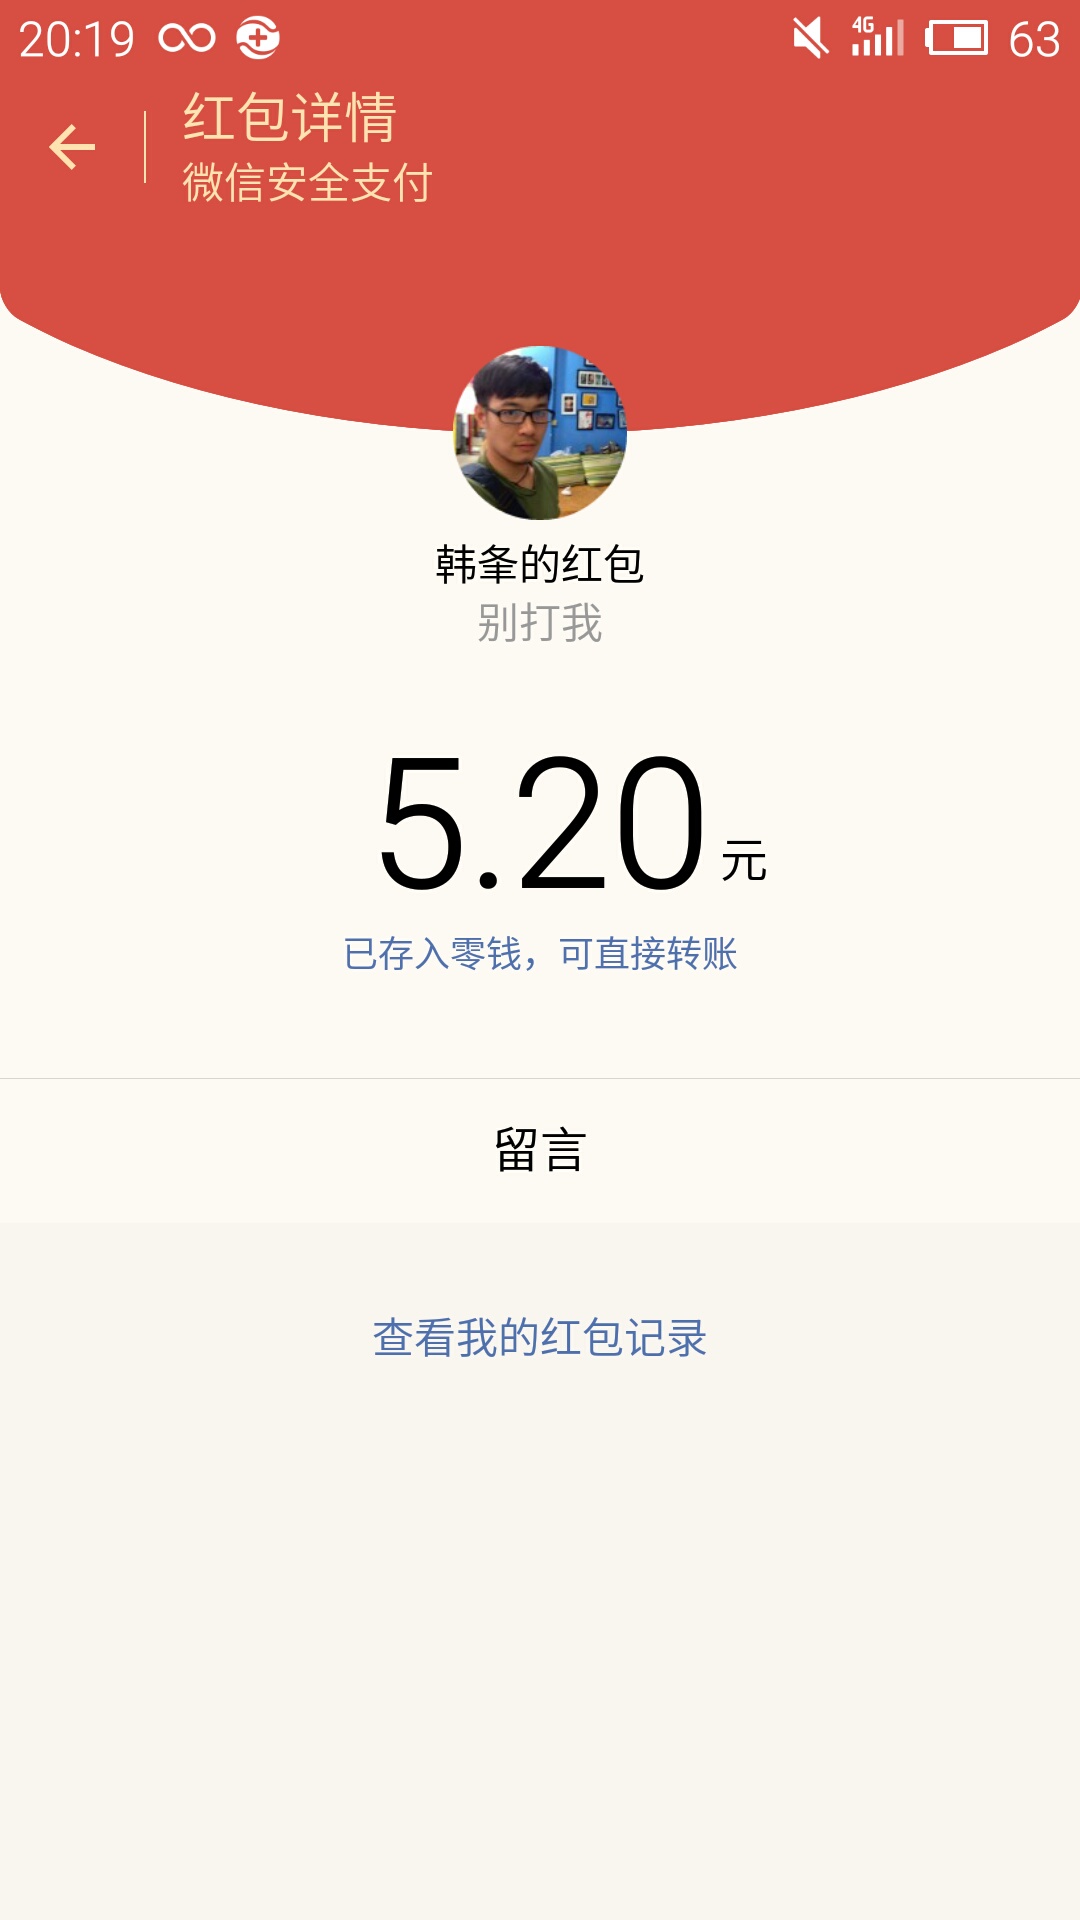 20:19
4G
63
红包详情
微信安全支付
韩夆的红包
别打我
5.20元
已存入零钱，可直接转账
留言
查看我的红包记录